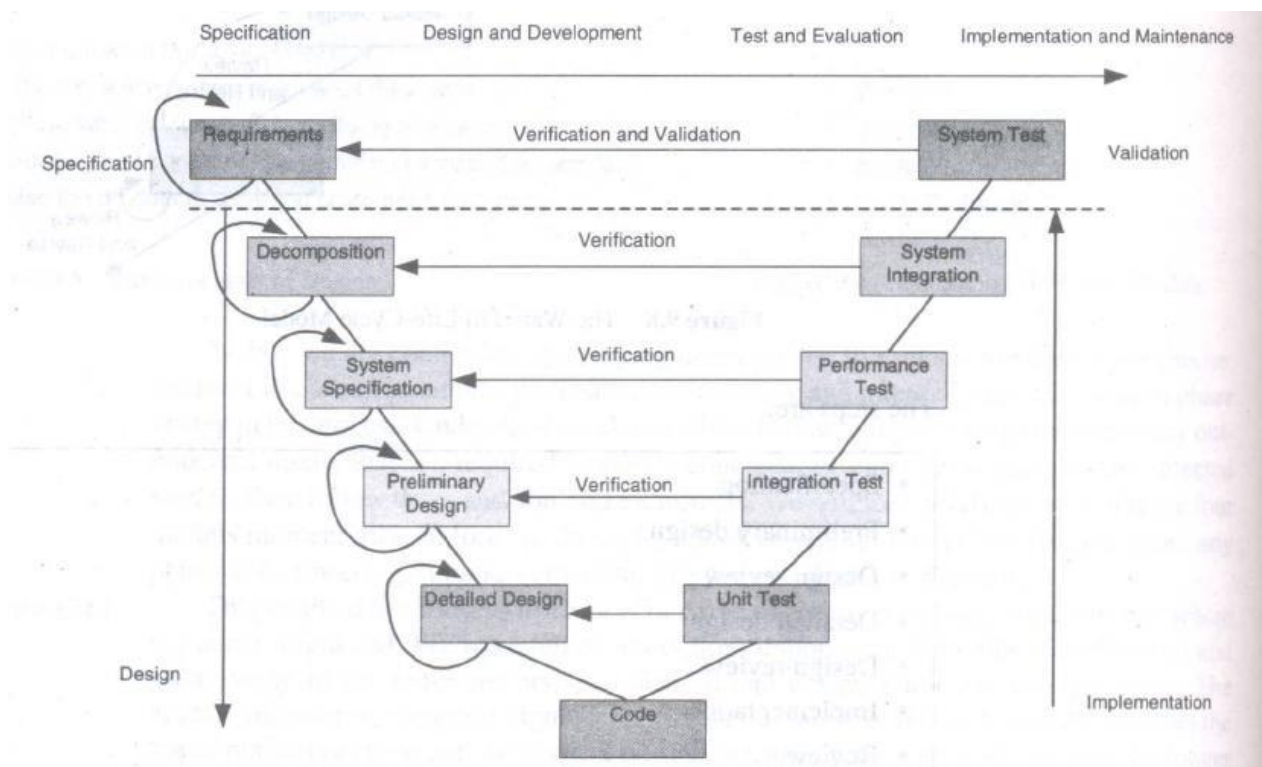 Specification Design and Development Test and Evaluation Implementation and Maintenance
Requirements
Verification and Validation
System Test
Specification
Validation
Decomposition
Verification
System
Integration
System
Specification
Verification
Performance
Test
Preliminary
Design
Verification
Integration Test
Detailed Design
Unit Test
Design
Code
Implementation